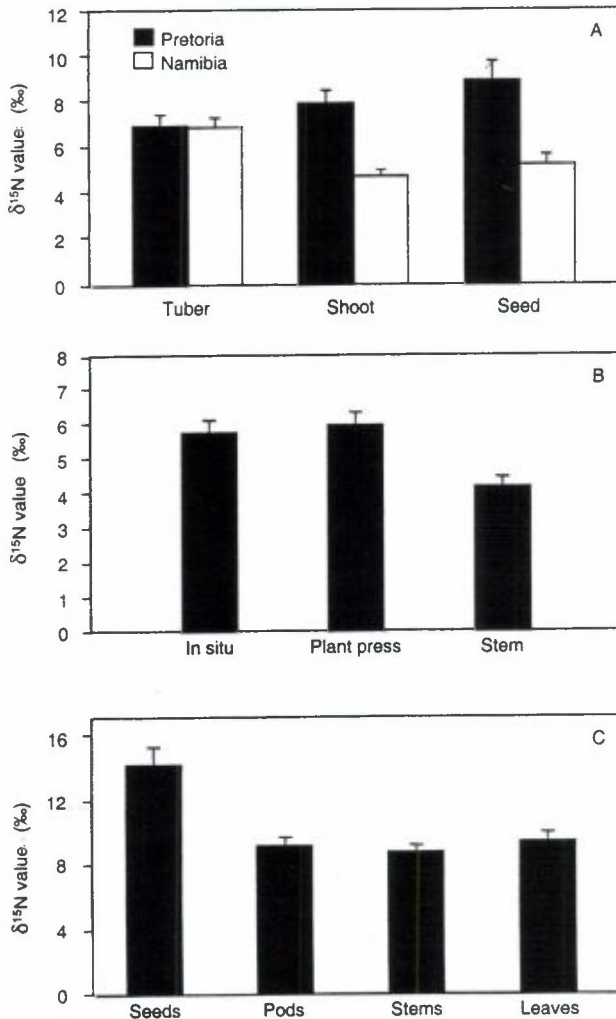 12
A
Pretoria
10
Namibia
8
6
4
2
0
δ15N value (‰)
Tuber Shoot Seed
8
B
7
6
5
4
3
2
1
0
δ15N value (‰)
In situ Plant press Stem
C
16
12
8
4
0
δ15N value (‰)
Seeds Pods Stems Leaves